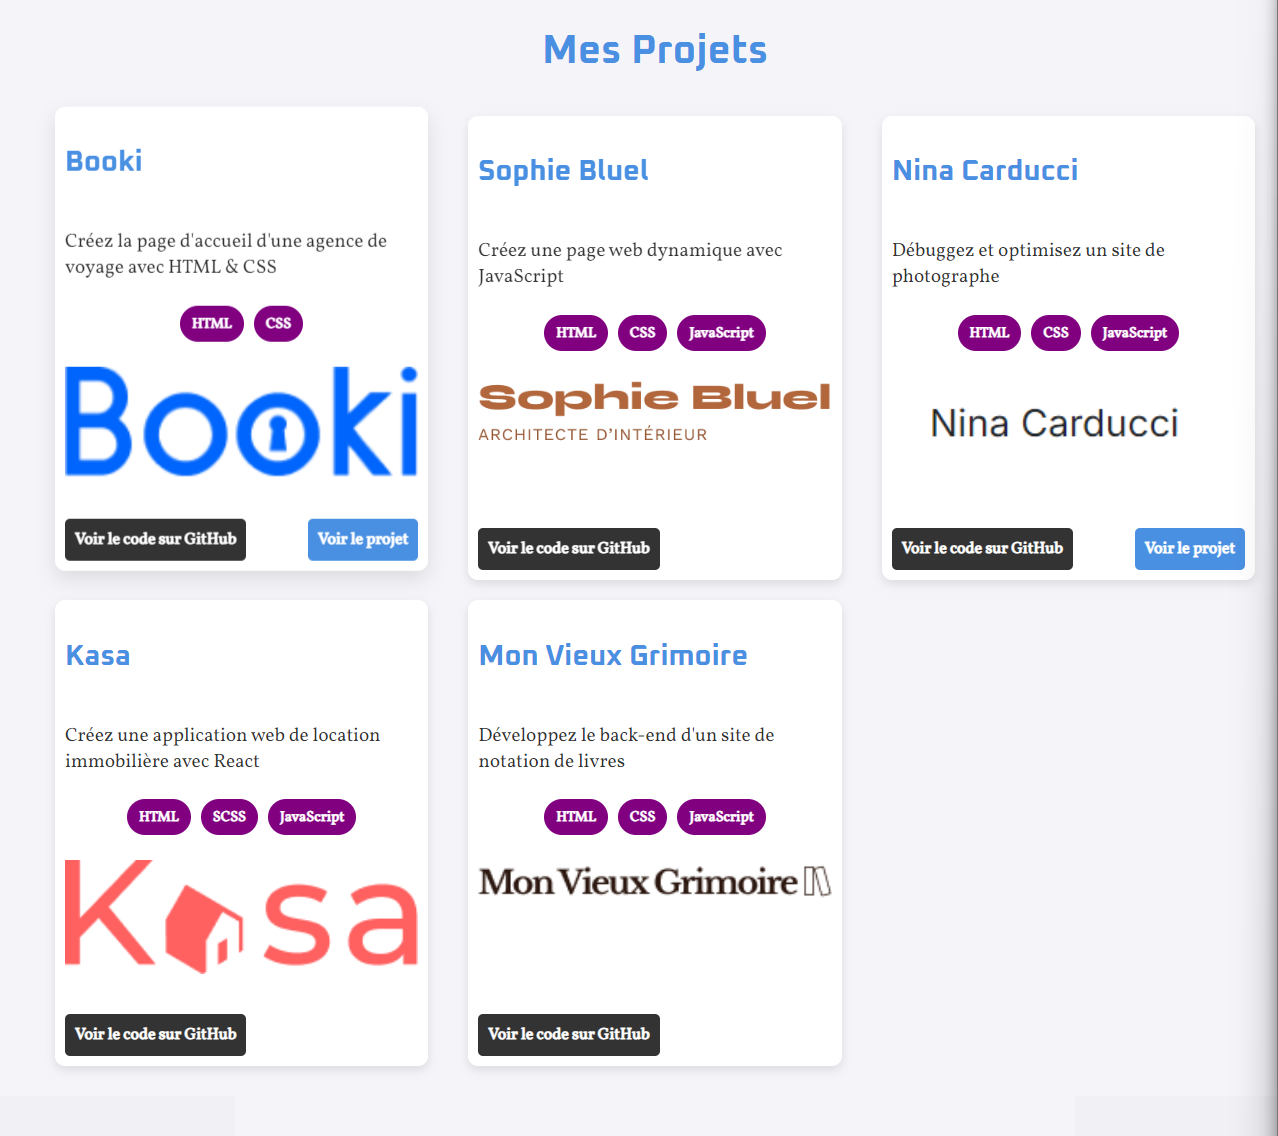 Mes Projets
Booki
Créez la page d'accueil d'une agence de
voyage avec HTML & CSS
HTML CSS
Booki
Voir le code sur GitHub Voir le projet
Sophie Bluel
Créez une page web dynamique avec
JavaScript
HTML CSS JavaScript
Sophie Bluel
ARCHITECTE D’INTÉRIEUR
Voir le code sur GitHub
Nina Carducci
Débuggez et optimisez un site de
photographe
HTML CSS JavaScript
Nina Carducci
Voir le code sur GitHub Voir le projet
Kasa
Créez une application web de location
immobilière avec React
HTML SCSS JavaScript
Kasa
Voir le code sur GitHub
Mon Vieux Grimoire
Développez le back-end d'un site de
notation de livres
HTML CSS JavaScript
Mon Vieux Grimoire
Voir le code sur GitHub